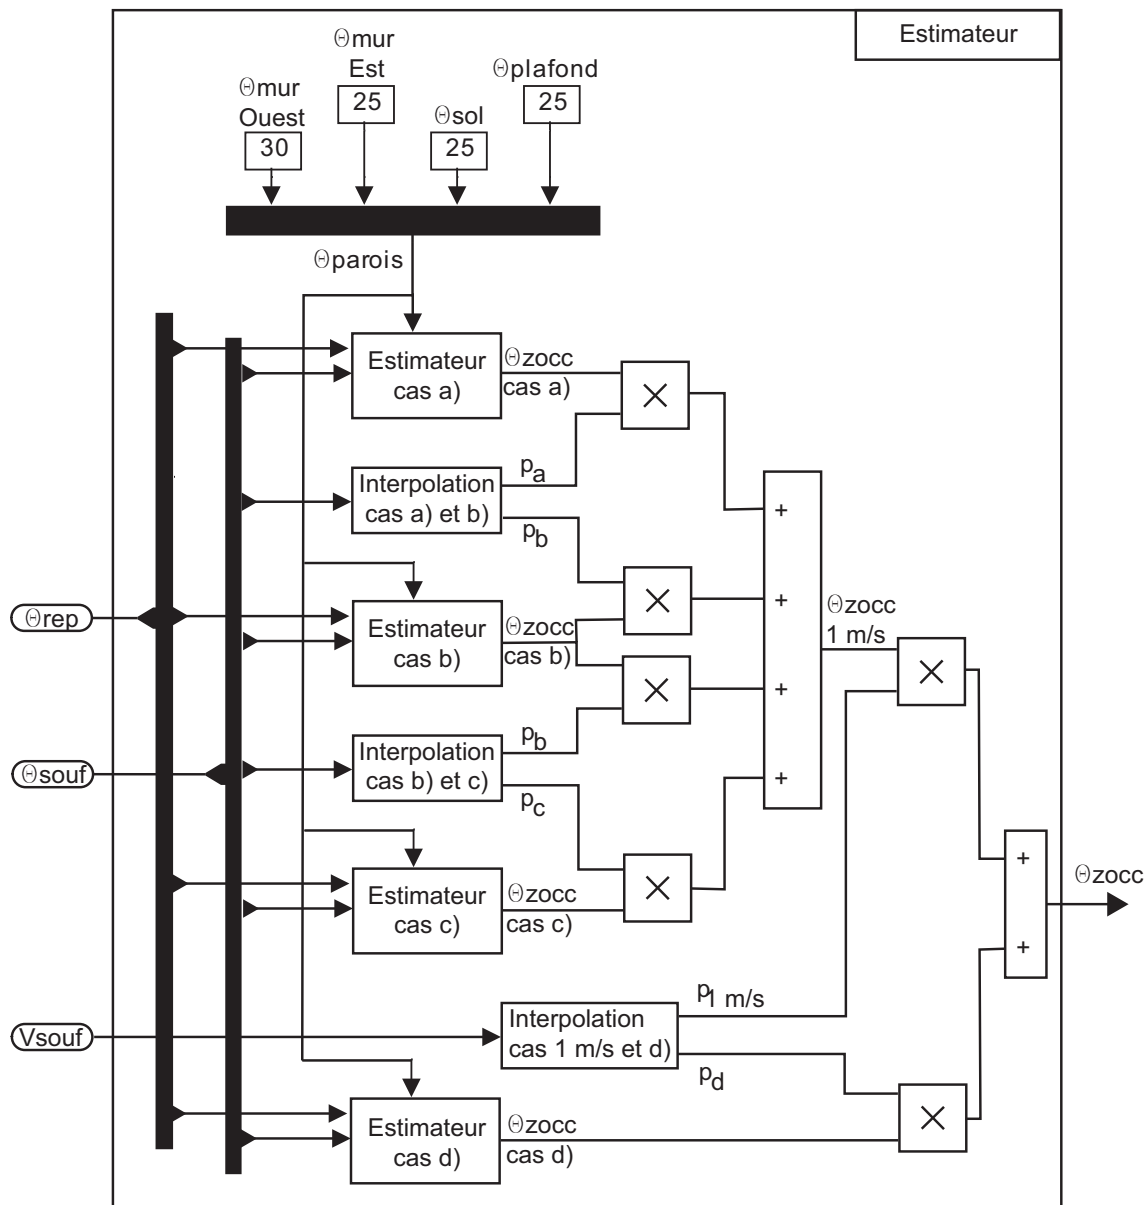 Estimateur
Θmur
Est
25
Θmur
Ouest
30
Θsol
25
Θplafond
25
Θparois
Estimateur
cas a)
Θzocc
cas a)
×
Interpolation
cas a) et b)
pa
pb
+
×
+
Θrep
Estimateur
cas b)
Θzocc
cas b)
Θzocc
1 m/s
×
×
+
Interpolation
cas b) et c)
pb
pc
Θsouf
+
×
Estimateur
cas c)
Θzocc
cas c)
+
Θzocc
+
Vsouf
Interpolation
cas 1 m/s et d)
p1 m/s
pd
×
Estimateur
cas d)
Θzocc
cas d)